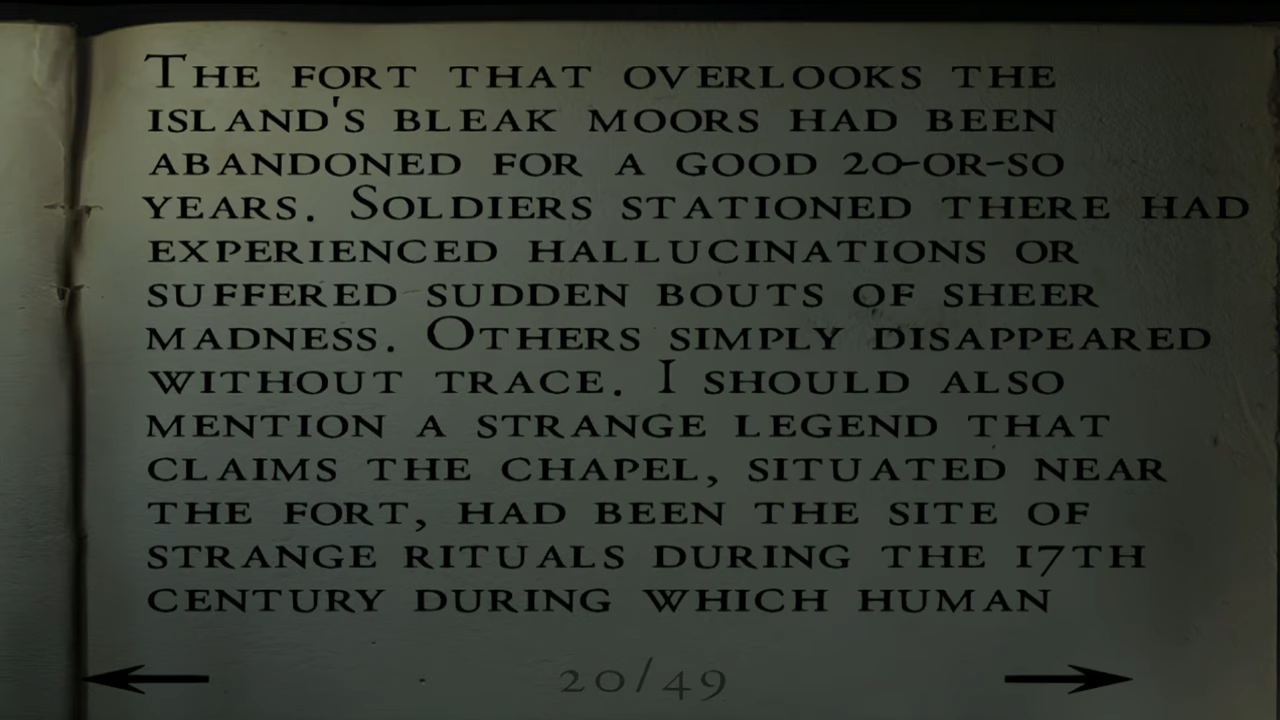 The fort that overlooks the
island's bleak moors had been
abandoned for a good 20-or-so
years. Soldiers stationed there had
experienced hallucinations or
suffered sudden bouts of sheer
madness. Others simply disappeared
without trace. I should also
mention a strange legend that
claims the chapel, situated near
the fort, had been the site of
strange rituals during the 17th
century during which human
20/49